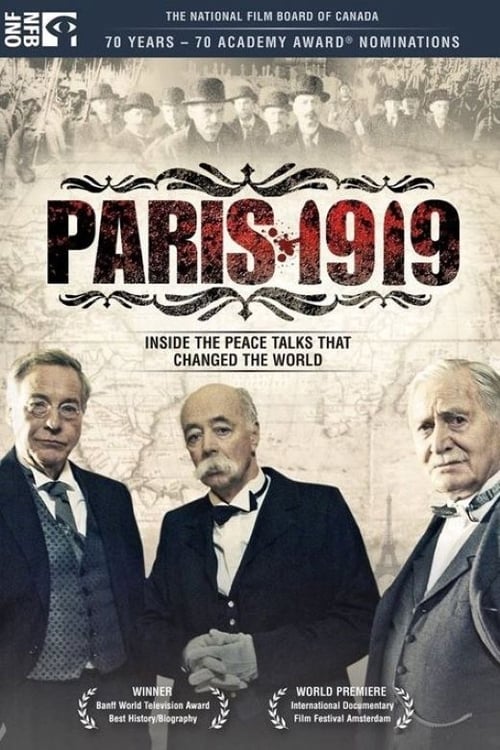 ONF
NFB
THE NATIONAL FILM BOARD OF CANADA
70 YEARS – 70 ACADEMY AWARD® NOMINATIONS
PARIS 1919
INSIDE THE PEACE TALKS THAT
CHANGED THE WORLD
WINNER
Banff World Television Award
Best History/Biography
WORLD PREMIERE
International Documentary
Film Festival Amsterdam